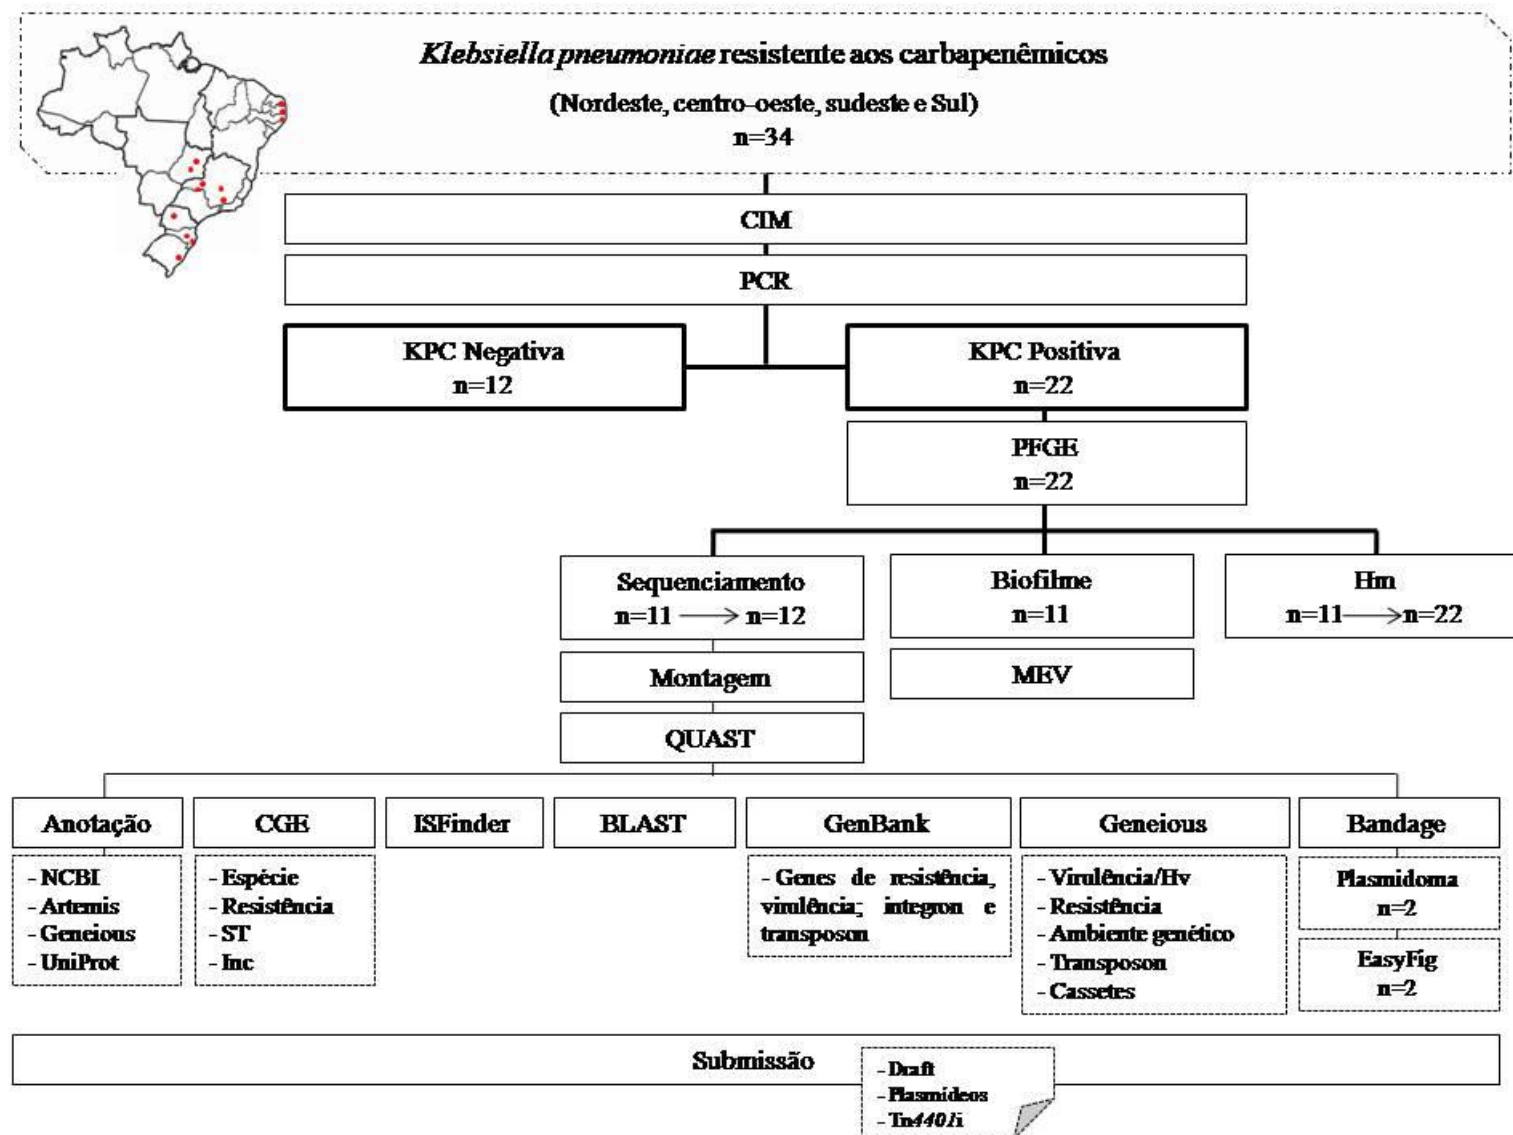 Klebsiella pneumoniae resistente aos carbapenêmicos
(Nordeste, centro-oeste, sudeste e Sul)
n=34
CIM
PCR
KPC Negativa
n=12
KPC Positiva
n=22
PFGE
n=22
Sequenciamento
n=11 → n=12
Biofilme
n=11
Hm
n=11→n=22
Montagem
MEV
QUAST
Anotação
- NCBI
- Artemis
- Geneious
- UniProt
CGE
- Espécie
- Resistência
- ST
- Inc
ISFinder
BLAST
GenBank
- Genes de resistência,
virulência; integron e
transposon
Geneious
- Virulência/Hv
- Resistência
- Ambiente genético
- Transposon
- Cassetes
Bandage
Plasmidoma
n=2
EasyFig
n=2
Submissão
- Draft
- Plasmídeos
- Tn4401i